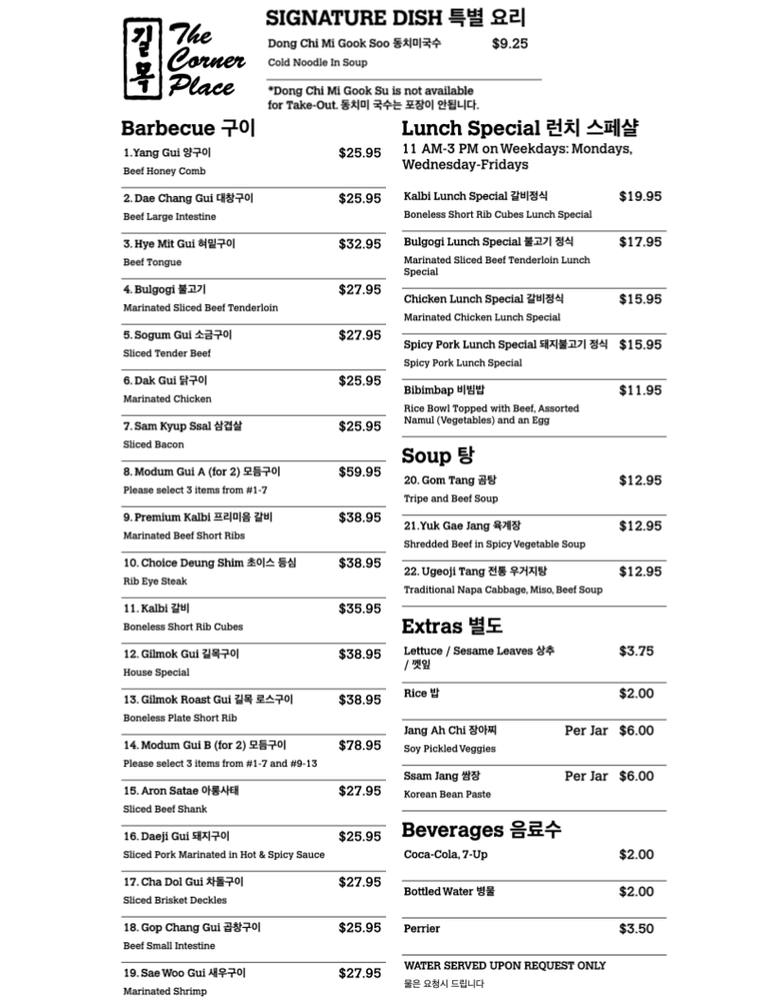 길목
The
Corner
Place
SIGNATURE DISH 특별 요리
Dong Chi Mi Gook Soo 동치미국수 $9.25
Cold Noodle In Soup
*Dong Chi Mi Gook Su is not available
for Take-Out. 동치미 국수는 포장이 안됩니다.
Barbecue 구이
1.Yang Gui 양구이 $25.95
Beef Honey Comb
2. Dae Chang Gui 대창구이 $25.95
Beef Large Intestine
3. Hye Mit Gui 혀밑구이 $32.95
Beef Tongue
4. Bulgogi 불고기 $27.95
Marinated Sliced Beef Tenderloin
5. Sogum Gui 소금구이 $27.95
Sliced Tender Beef
6. Dak Gui 닭구이 $25.95
Marinated Chicken
7. Sam Kyup Ssal 삼겹살 $25.95
Sliced Bacon
8. Modum Gui A (for 2) 모듬구이 $59.95
Please select 3 items from #1-7
9. Premium Kalbi 프리미음 갈비 $38.95
Marinated Beef Short Ribs
10. Choice Deung Shim 초이스 등심 $38.95
Rib Eye Steak
11. Kalbi 갈비 $35.95
Boneless Short Rib Cubes
12. Gilmok Gui 길목구이 $38.95
House Special
13. Gilmok Roast Gui 길목 로스구이 $38.95
Boneless Plate Short Rib
14. Modum Gui B (for 2) 모듬구이 $78.95
Please select 3 items from #1-7 and #9-13
15. Aron Satae 아롱사태 $27.95
Sliced Beef Shank
16. Daeji Gui 돼지구이 $25.95
Sliced Pork Marinated in Hot & Spicy Sauce
17. Cha Dol Gui 차돌구이 $27.95
Sliced Brisket Deckles
18. Gop Chang Gui 곱창구이 $25.95
Beef Small Intestine
19. Sae Woo Gui 새우구이 $27.95
Marinated Shrimp
Lunch Special 런치 스페샬
11 AM-3 PM on Weekdays: Mondays,
Wednesday-Fridays
Kalbi Lunch Special 갈비정식 $19.95
Boneless Short Rib Cubes Lunch Special
Bulgogi Lunch Special 불고기 정식 $17.95
Marinated Sliced Beef Tenderloin Lunch
Special
Chicken Lunch Special 갈비정식 $15.95
Marinated Chicken Lunch Special
Spicy Pork Lunch Special 돼지불고기 정식 $15.95
Spicy Pork Lunch Special
Bibimbap 비빔밥 $11.95
Rice Bowl Topped with Beef, Assorted
Namul (Vegetables) and an Egg
Soup 탕
20. Gom Tang 곰탕 $12.95
Tripe and Beef Soup
21.Yuk Gae Jang 육계장 $12.95
Shredded Beef in Spicy Vegetable Soup
22. Ugeoji Tang 전통 우거지탕 $12.95
Traditional Napa Cabbage, Miso, Beef Soup
Extras 별도
Lettuce / Sesame Leaves 상추 $3.75
/ 껫잎
Rice 밥 $2.00
Jang Ah Chi 장아찌 Per Jar $6.00
Soy Pickled Veggies
Ssam Jang 쌈장 Per Jar $6.00
Korean Bean Paste
Beverages 음료수
Coca-Cola, 7-Up $2.00
Bottled Water 병물 $2.00
Perrier $3.50
WATER SERVED UPON REQUEST ONLY
물은 요청시 드립니다